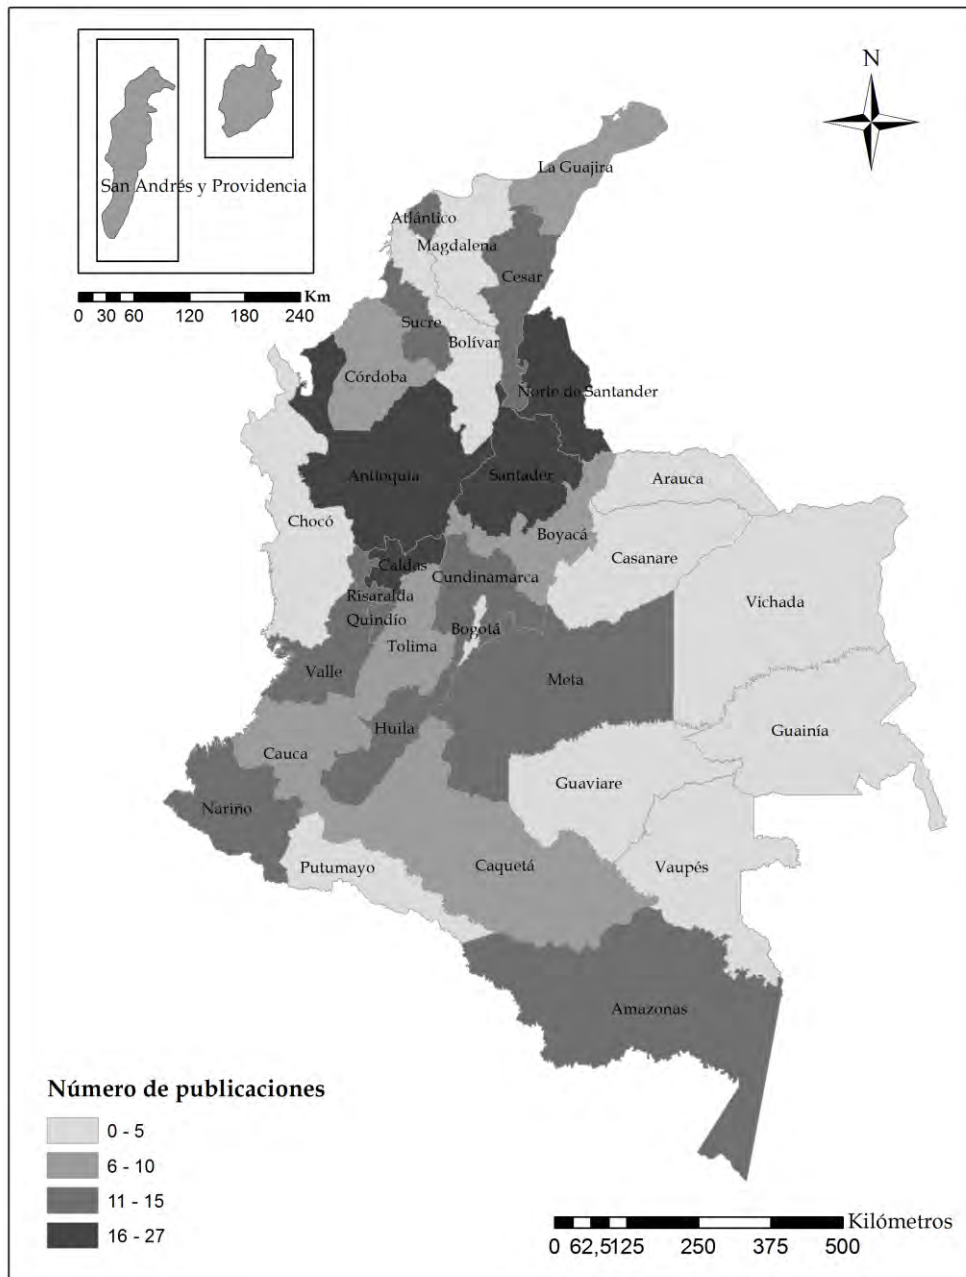 N
San Andrés y Providencia
Km
0 30 60 120 180 240
La Guajira
Atlántico
Magdalena
Cesar
Sucre
Bolívar
Córdoba
Norte de Santander
Antioquia
Santader
Arauca
Chocó
Boyacá
Casanare
Caldas
Cundinamarca
Risaralda
Vichada
Quindío
Bogotá
Tolima
Valle
Meta
Huila
Guainía
Cauca
Guaviare
Nariño
Putumayo
Caquetá
Vaupés
Amazonas
Número de publicaciones
0 - 5
6 - 10
11 - 15
16 - 27
Kilómetros
0 62,5125 250 375 500